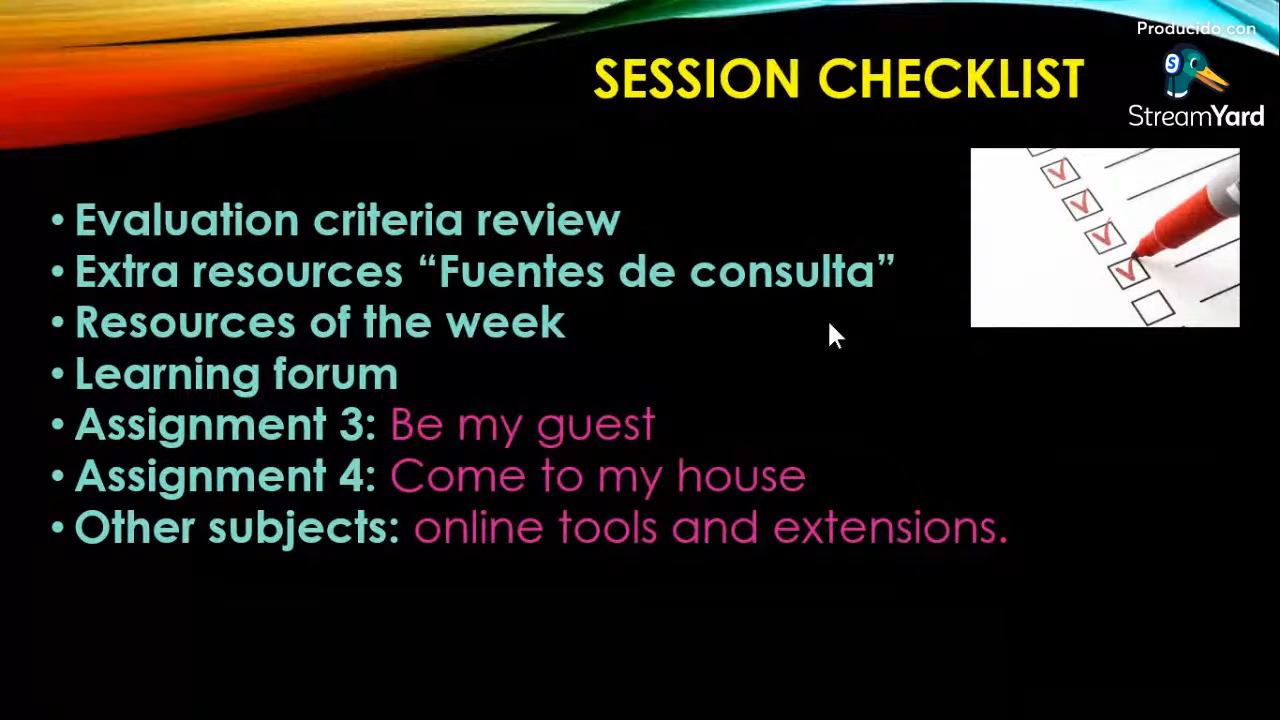 Producido con
StreamYard
SESSION CHECKLIST
• Evaluation criteria review
• Extra resources “Fuentes de consulta”
• Resources of the week
• Learning forum
• Assignment 3: Be my guest
• Assignment 4: Come to my house
• Other subjects: online tools and extensions.